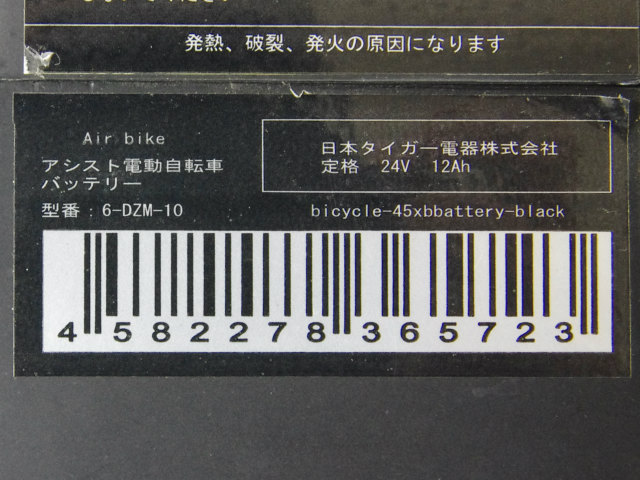 発熱、破裂、発火の原因になります
Air bike
アシスト電動自転車
バッテリー
型番：6-DZM-10
日本タイガー電器株式会社
定格　24V　12Ah
bicycle-45xbbattery-black
4 582278 365723